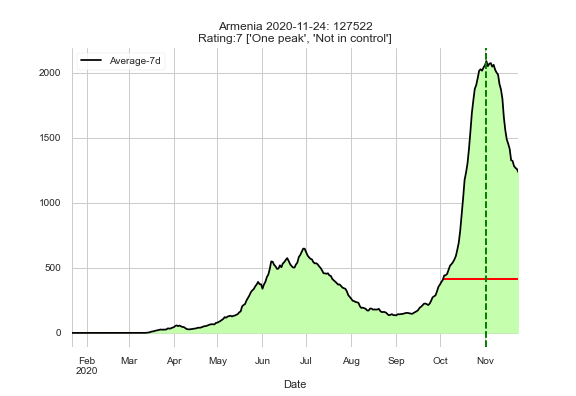 Armenia 2020-11-24: 127522
Rating:7 ['One peak', 'Not in control']
Average-7d
2000
1500
1000
500
0
Feb Mar Apr May Jun Jul Aug Sep Oct Nov
2020
Date